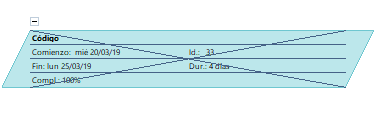 Código
Comienzo: mié 20/03/19 Id.: 33
Fin: lun 25/03/19 Dur.: 4 días
Compl.: 100%